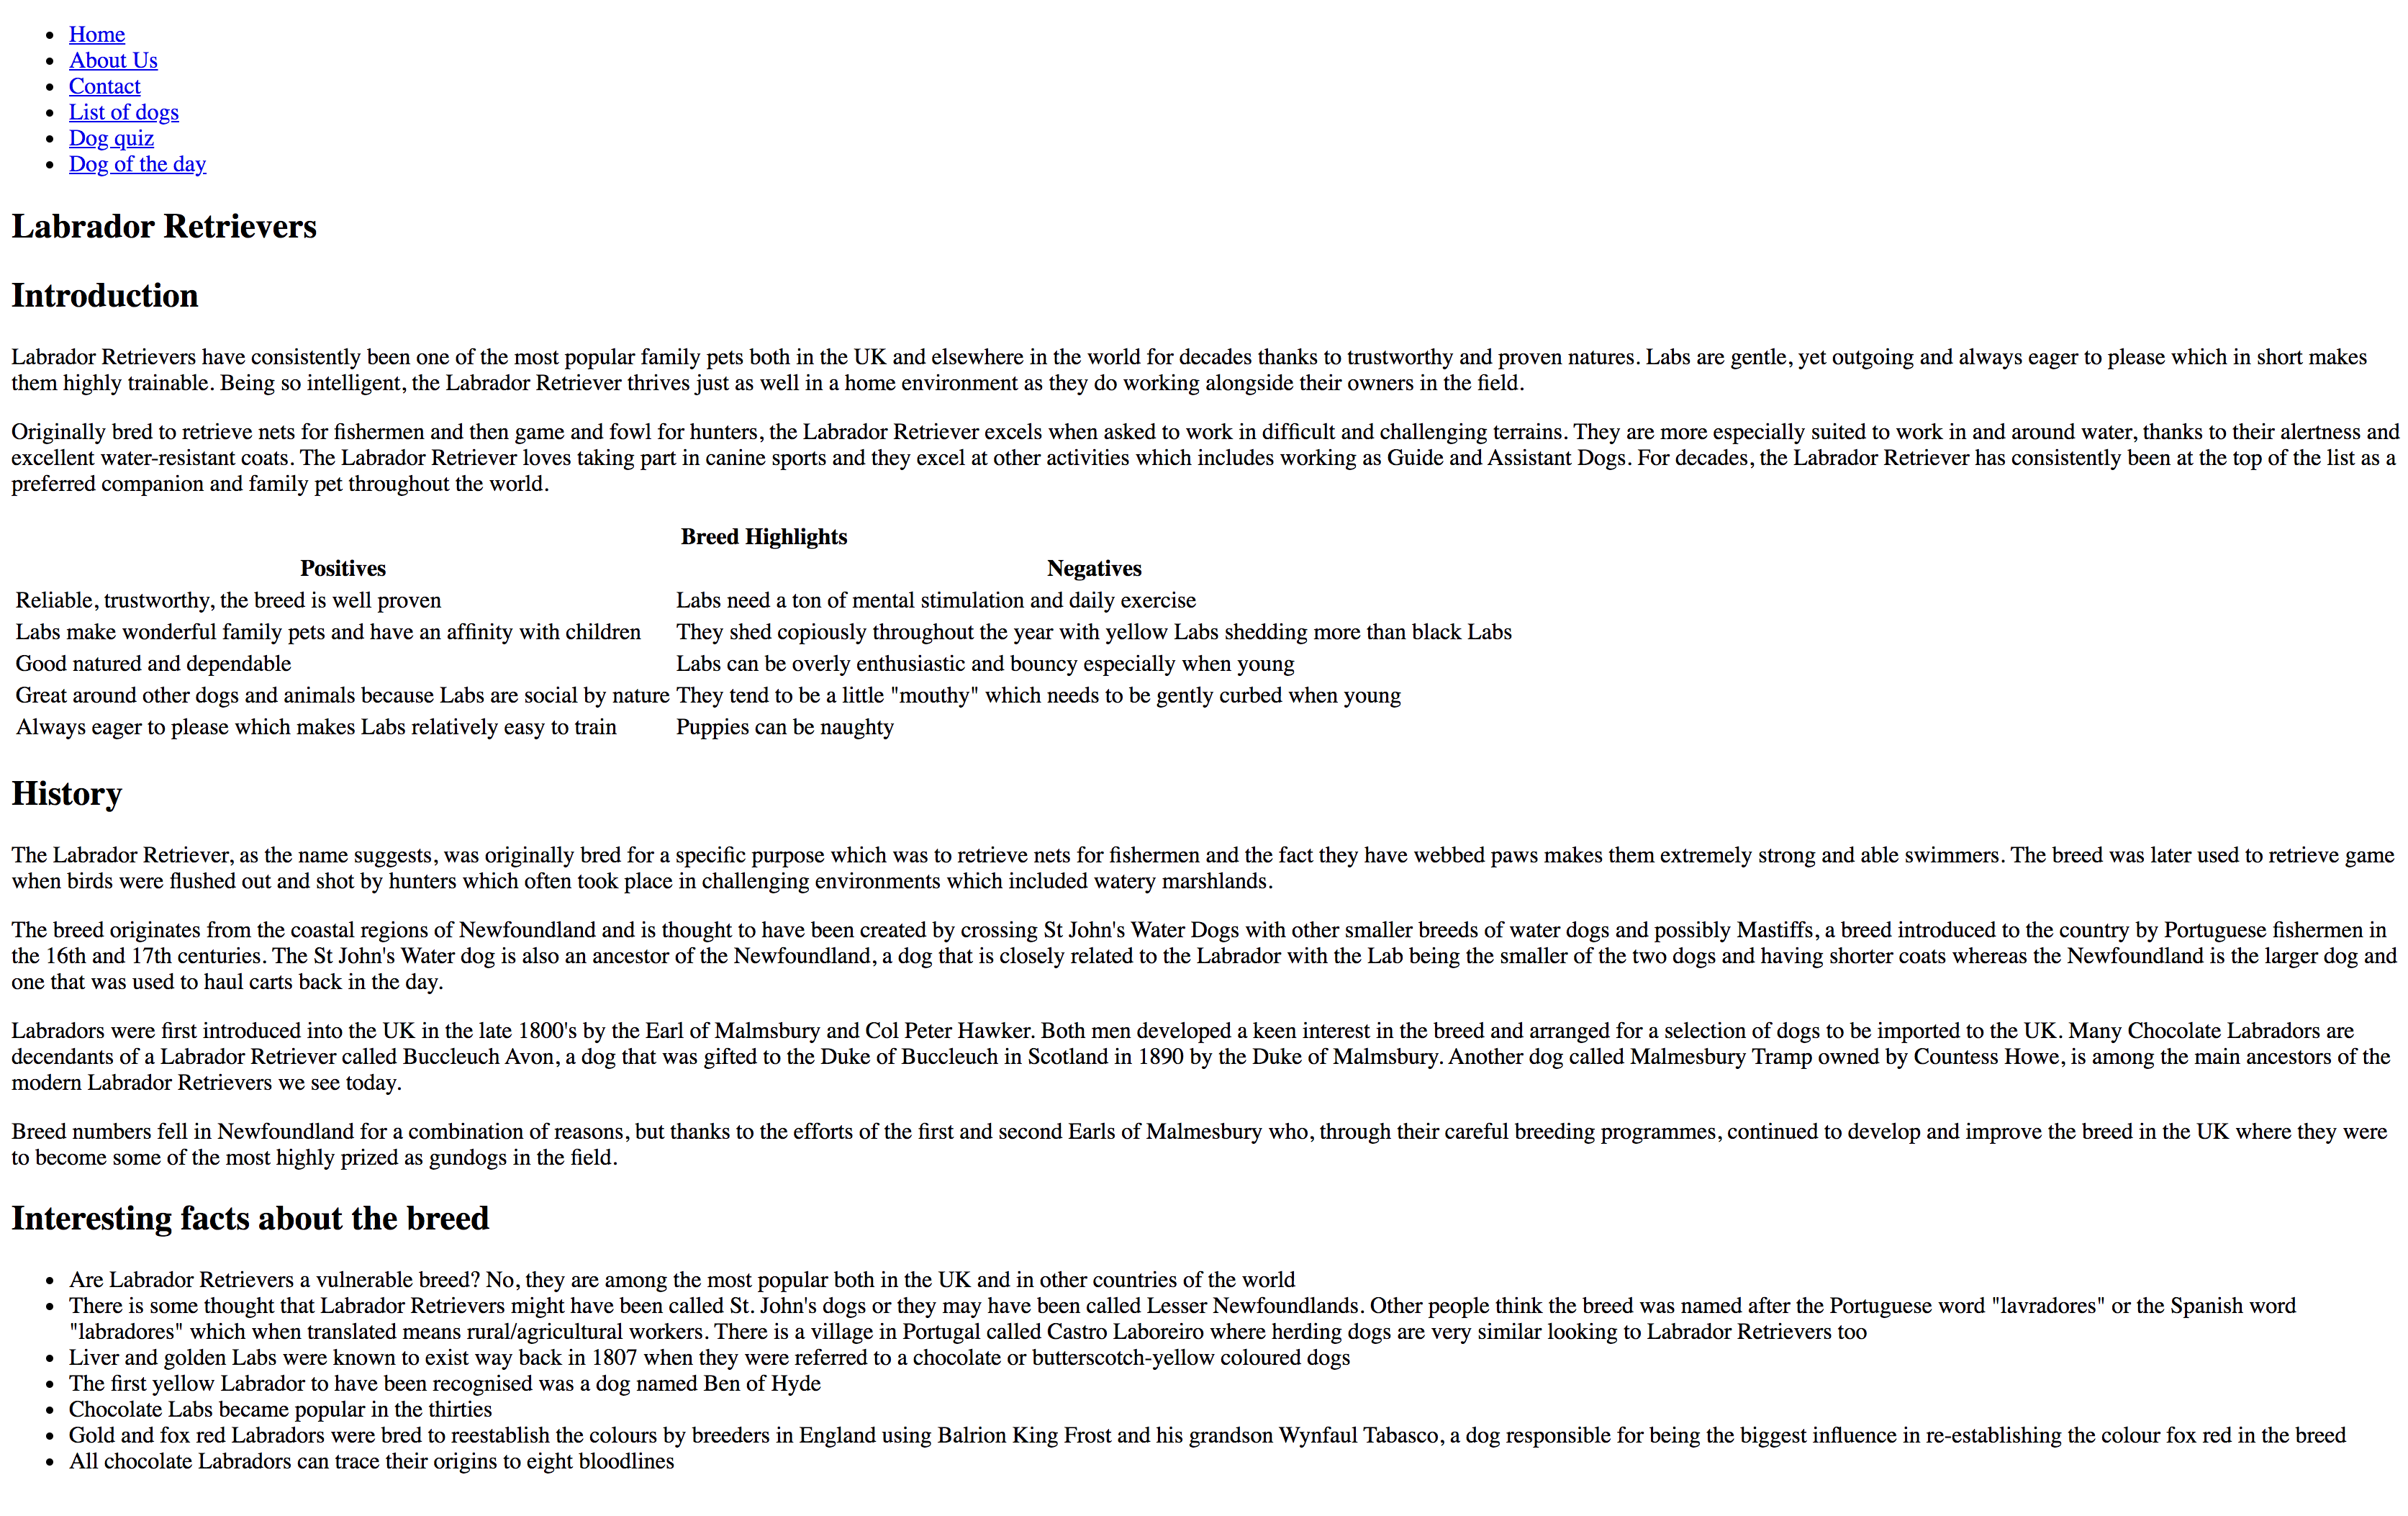 Home
About Us
Contact
List of dogs
Dog quiz
Dog of the day
Labrador Retrievers
Introduction
Labrador Retrievers have consistently been one of the most popular family pets both in the UK and elsewhere in the world for decades thanks to trustworthy and proven natures. Labs are gentle, yet outgoing and always eager to please which in short makes
them highly trainable. Being so intelligent, the Labrador Retriever thrives just as well in a home environment as they do working alongside their owners in the field.
Originally bred to retrieve nets for fishermen and then game and fowl for hunters, the Labrador Retriever excels when asked to work in difficult and challenging terrains. They are more especially suited to work in and around water, thanks to their alertness and
excellent water-resistant coats. The Labrador Retriever loves taking part in canine sports and they excel at other activities which includes working as Guide and Assistant Dogs. For decades, the Labrador Retriever has consistently been at the top of the list as a
preferred companion and family pet throughout the world.
Breed Highlights
Positives Negatives
Reliable, trustworthy, the breed is well proven Labs need a ton of mental stimulation and daily exercise
Labs make wonderful family pets and have an affinity with children They shed copiously throughout the year with yellow Labs shedding more than black Labs
Good natured and dependable Labs can be overly enthusiastic and bouncy especially when young
Great around other dogs and animals because Labs are social by nature They tend to be a little "mouthy" which needs to be gently curbed when young
Always eager to please which makes Labs relatively easy to train Puppies can be naughty
History
The Labrador Retriever, as the name suggests, was originally bred for a specific purpose which was to retrieve nets for fishermen and the fact they have webbed paws makes them extremely strong and able swimmers. The breed was later used to retrieve game
when birds were flushed out and shot by hunters which often took place in challenging environments which included watery marshlands.
The breed originates from the coastal regions of Newfoundland and is thought to have been created by crossing St John's Water Dogs with other smaller breeds of water dogs and possibly Mastiffs, a breed introduced to the country by Portuguese fishermen in
the 16th and 17th centuries. The St John's Water dog is also an ancestor of the Newfoundland, a dog that is closely related to the Labrador with the Lab being the smaller of the two dogs and having shorter coats whereas the Newfoundland is the larger dog and
one that was used to haul carts back in the day.
Labradors were first introduced into the UK in the late 1800's by the Earl of Malmsbury and Col Peter Hawker. Both men developed a keen interest in the breed and arranged for a selection of dogs to be imported to the UK. Many Chocolate Labradors are
decendants of a Labrador Retriever called Buccleuch Avon, a dog that was gifted to the Duke of Buccleuch in Scotland in 1890 by the Duke of Malmsbury. Another dog called Malmesbury Tramp owned by Countess Howe, is among the main ancestors of the
modern Labrador Retrievers we see today.
Breed numbers fell in Newfoundland for a combination of reasons, but thanks to the efforts of the first and second Earls of Malmesbury who, through their careful breeding programmes, continued to develop and improve the breed in the UK where they were
to become some of the most highly prized as gundogs in the field.
Interesting facts about the breed
Are Labrador Retrievers a vulnerable breed? No, they are among the most popular both in the UK and in other countries of the world
There is some thought that Labrador Retrievers might have been called St. John's dogs or they may have been called Lesser Newfoundlands. Other people think the breed was named after the Portuguese word "lavradores" or the Spanish word
"labradores" which when translated means rural/agricultural workers. There is a village in Portugal called Castro Laboreiro where herding dogs are very similar looking to Labrador Retrievers too
Liver and golden Labs were known to exist way back in 1807 when they were referred to a chocolate or butterscotch-yellow coloured dogs
The first yellow Labrador to have been recognised was a dog named Ben of Hyde
Chocolate Labs became popular in the thirties
Gold and fox red Labradors were bred to reestablish the colours by breeders in England using Balrion King Frost and his grandson Wynfaul Tabasco, a dog responsible for being the biggest influence in re-establishing the colour fox red in the breed
All chocolate Labradors can trace their origins to eight bloodlines